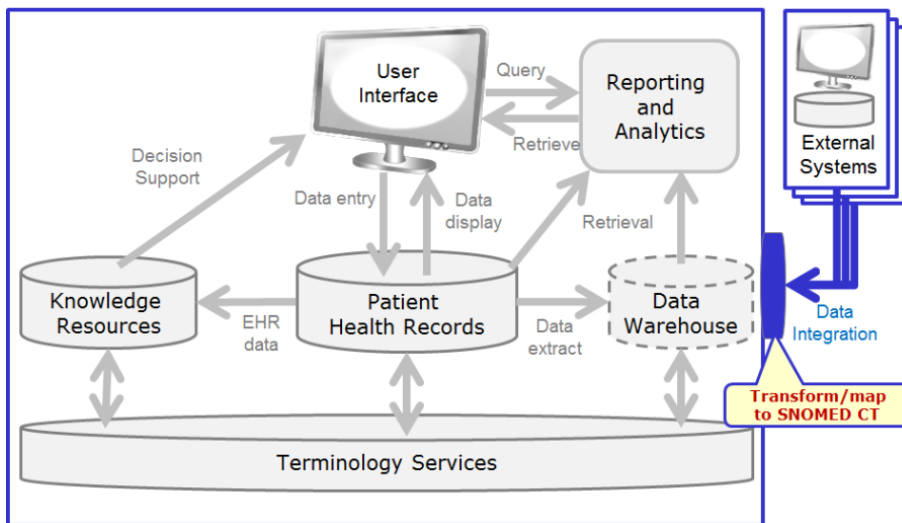 User
Interface
Query
Retrieve
Reporting
and
Analytics
External
Systems
Decision
Support
Data entry
Data
display
Retrieval
Knowledge
Resources
EHR
data
Patient
Health Records
Data
extract
Data
Warehouse
Data
Integration
Transform/map
to SNOMED CT
Terminology Services